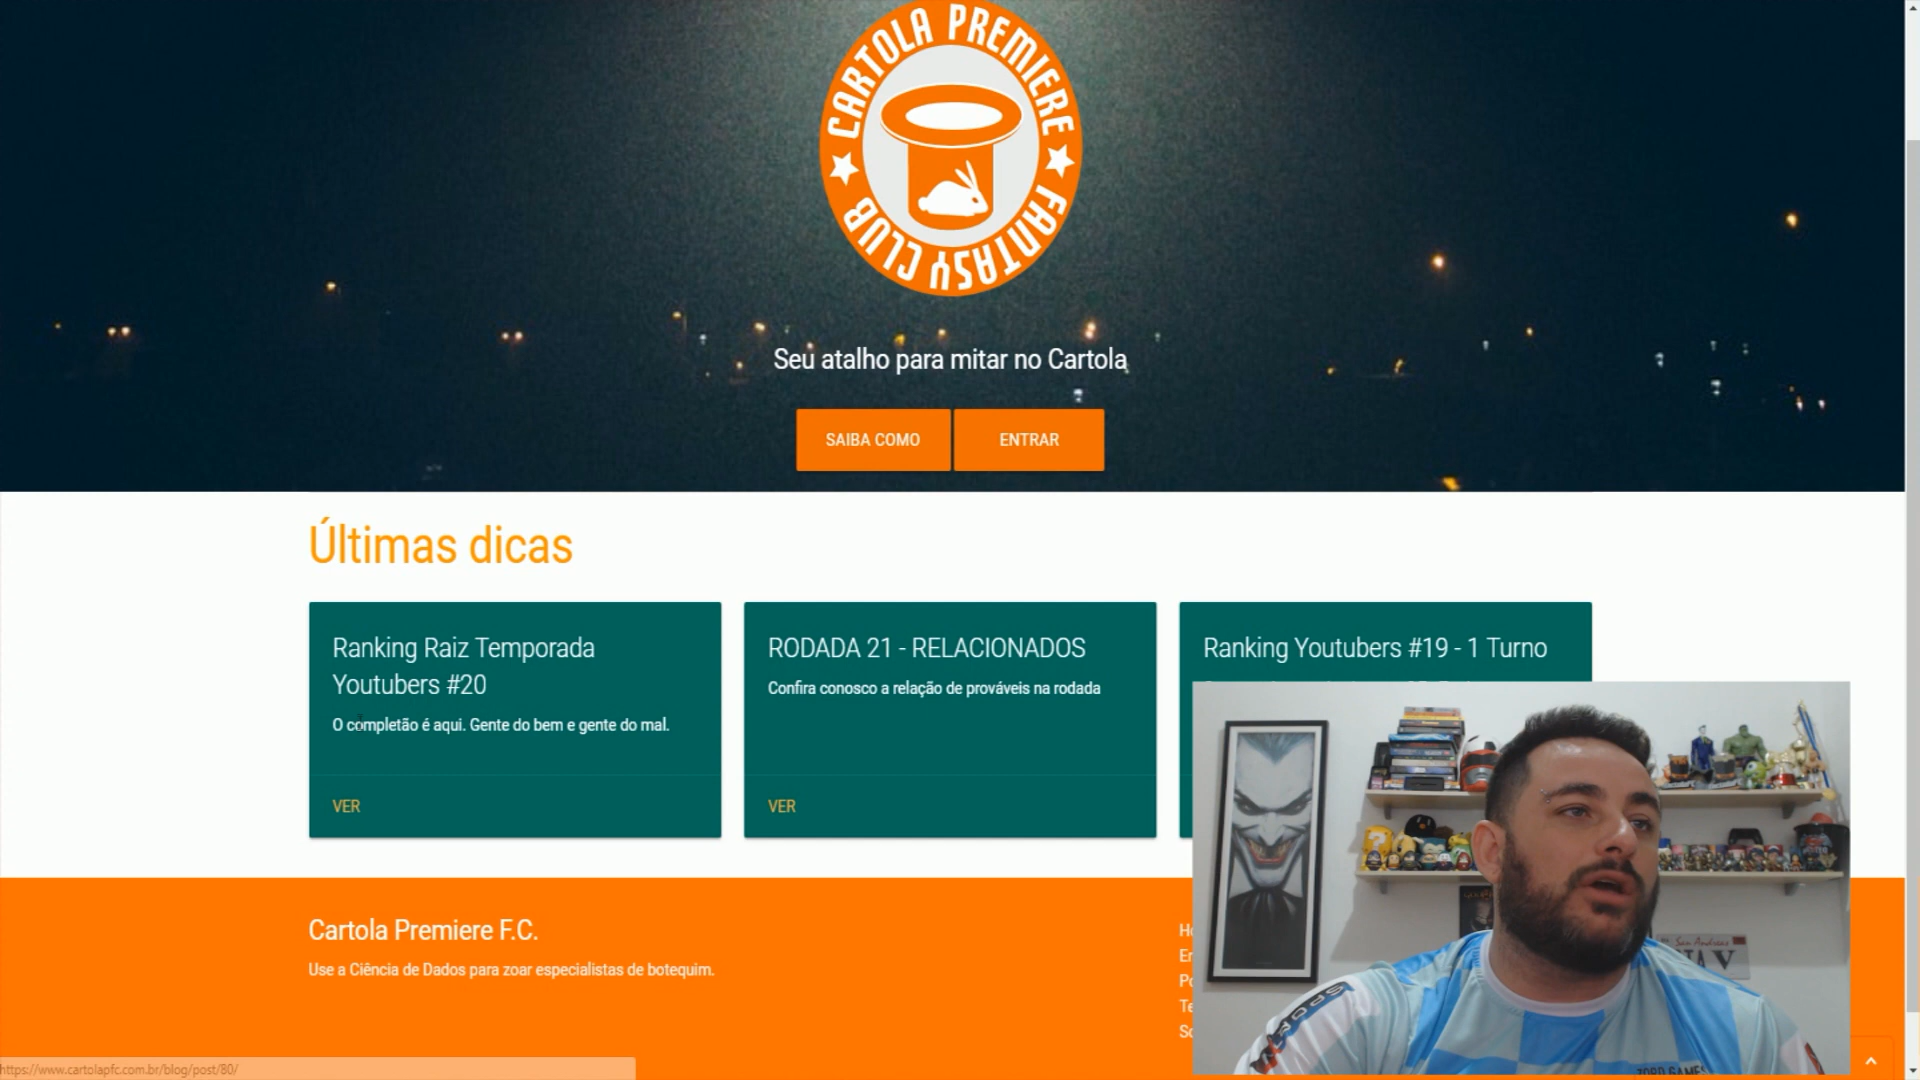 CARTOLA PREMIERE
FANTASY CLUB
Seu atalho para mitar no Cartola
SAIBA COMO
ENTRAR
Últimas dicas
Ranking Raiz Temporada
Youtubers #20
O completão é aqui. Gente do bem e gente do mal.
VER
RODADA 21 - RELACIONADOS
Confira conosco a relação de prováveis na rodada
VER
Ranking Youtubers #19 - 1 Turno
Cartola Premiere F.C.
Use a Ciência de Dados para zoar especialistas de botequim.
San Andreas
https://www.cartolapfc.com.br/blog/post/80/